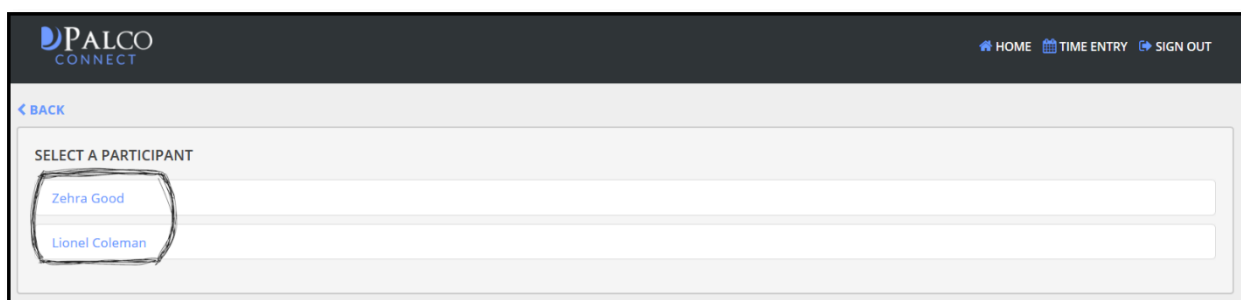 PALCO
CONNECT
HOME TIME ENTRY SIGN OUT
BACK
SELECT A PARTICIPANT
Zehra Good
Lionel Coleman